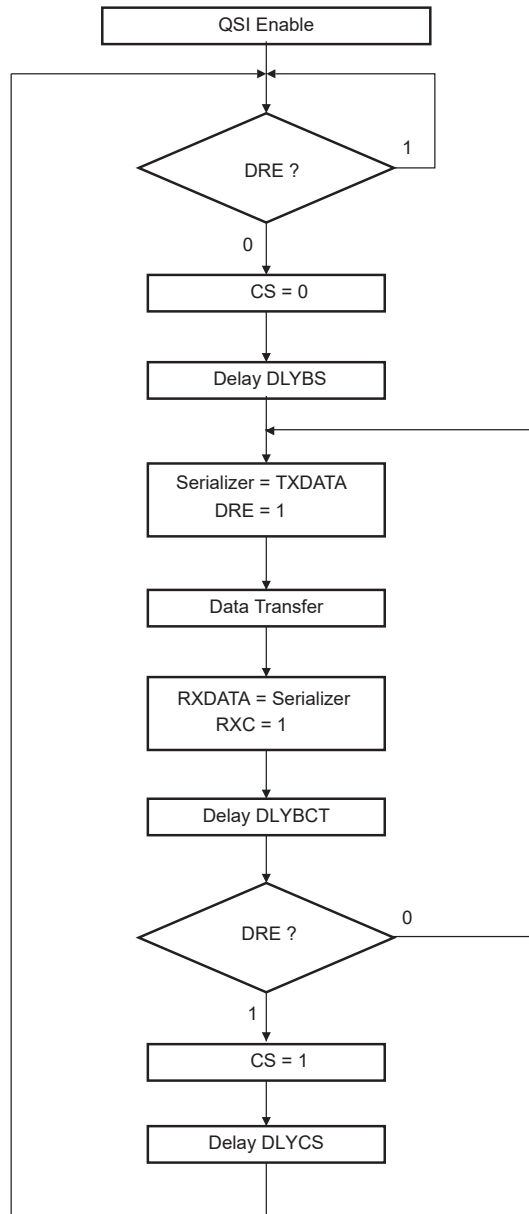 QSI Enable
DRE ?
1
0
CS = 0
Delay DLYBS
Serializer = TXDATA
DRE = 1
Data Transfer
RXDATA = Serializer
RXC = 1
Delay DLYBCT
DRE ?
0
1
CS = 1
Delay DLYCS